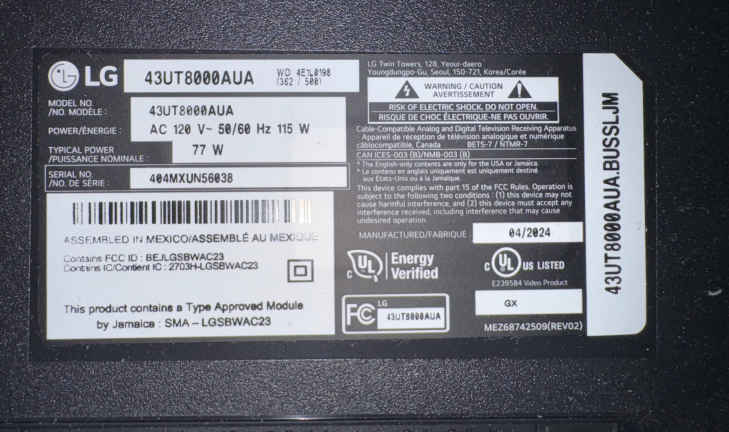 LG
43UT8000AUA
WO 4E1L0198
(362 / 508)
MODEL NO.
/NO. MODÈLE :
43UT8000AUA
POWER/ÉNERGIE :
AC 120 V~ 50/60 Hz 115 W
TYPICAL POWER
/PUISSANCE NOMINALE :
77 W
SERIAL NO.
/NO. DE SÉRIE :
404MXUN56038
ASSEMBLED IN MEXICO/ASSEMBLÉ AU MEXIQUE
Contains FCC ID : BEJLGSBWAC23
Contains IC/Contient IC : 2703H-LGSBWAC23
This product contains a Type Approved Module
by Jamaica : SMA – LGSBWAC23
LG Twin Towers, 128, Yeoui-daero
Youngdungpo-Gu, Seoul, 150-721, Korea/Corée
WARNING / CAUTION
AVERTISSEMENT
RISK OF ELECTRIC SHOCK. DO NOT OPEN.
RISQUE DE CHOC ÉLECTRIQUE-NE PAS OUVRIR.
Cable-Compatible Analog and Digital Television Receiving Apparatus
Appareil de réception de télévision analogique et numérique
câblocompatible, Canada BETS-7 / NTMR-7
CAN ICES-003 (B)/NMB-003 (B)
* The English-only contents are only for the USA or Jamaica.
* Le contenu en anglais uniquement est uniquement destiné
aux États-Unis ou à la Jamaïque.
This device complies with part 15 of the FCC Rules. Operation is
subject to the following two conditions : (1) this device may not
cause harmful interference, and (2) this device must accept any
interference received, including interference that may cause
undesired operation.
MANUFACTURED/FABRIQUÉ :
04/2024
UL
Energy
Verified
C UL US LISTED
E239584 Video Product
FC
LG
43UT8000AUA
GX
MEZ68742509(REV02)
43UT8000AUA.BUSSLJM